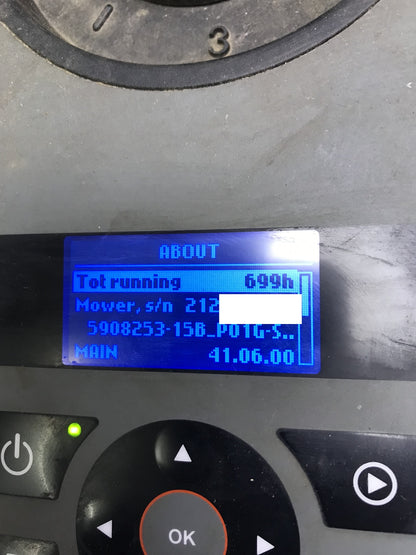 3
ABOUT
Tot running 699h
Mower, s/n 212
5908253-15B_P01G-S..
MAIN 41.06.00
OK